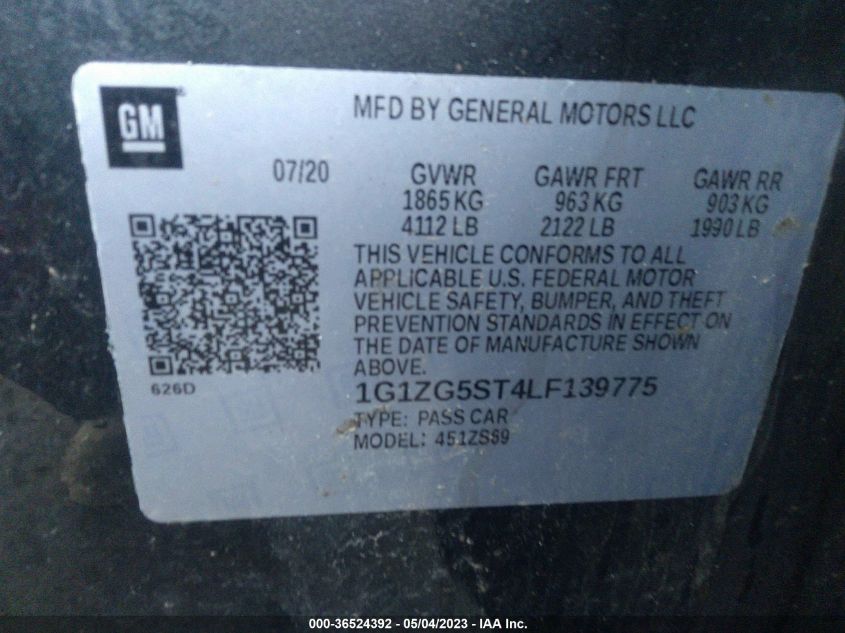 GM
MFD BY GENERAL MOTORS LLC
07/20 GVWR GAWR FRT GAWR RR
1865 KG 963 KG 903 KG
4112 LB 2122 LB 1990 LB
THIS VEHICLE CONFORMS TO ALL
APPLICABLE U.S. FEDERAL MOTOR
VEHICLE SAFETY, BUMPER, AND THEFT
PREVENTION STANDARDS IN EFFECT ON
THE DATE OF MANUFACTURE SHOWN
ABOVE.
626D
1G1ZG5ST4LF139775
TYPE: PASS CAR
MODEL: 451ZS69
000-36524392 - 05/04/2023 - IAA Inc.